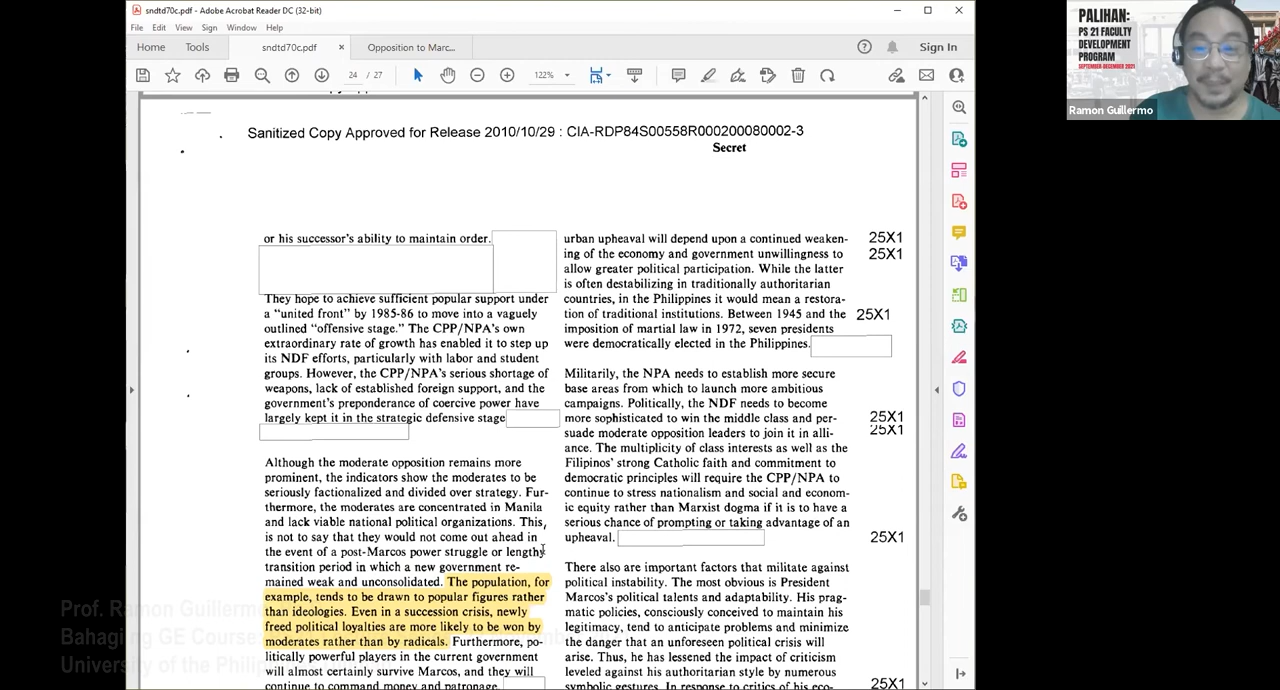 sndtd70c.pdf - Adobe Acrobat Reader DC (32-bit)
File Edit View Sign Window Help
Home Tools sndtd70c.pdf × Opposition to Marc... Sign In
24 / 27 122%
Sanitized Copy Approved for Release 2010/10/29 : CIA-RDP84S00558R000200080002-3
Secret
or his successor's ability to maintain order.
They hope to achieve sufficient popular support under
a "united front" by 1985-86 to move into a vaguely
outlined "offensive stage." The CPP/NPA's own
extraordinary rate of growth has enabled it to step up
its NDF efforts, particularly with labor and student
groups. However, the CPP/NPA's serious shortage of
weapons, lack of established foreign support, and the
government's preponderance of coercive power have
largely kept it in the strategic defensive stage
Although the moderate opposition remains more
prominent, the indicators show the moderates to be
seriously factionalized and divided over strategy. Fur-
thermore, the moderates are concentrated in Manila
and lack viable national political organizations. This,
is not to say that they would not come out ahead in
the event of a post-Marcos power struggle or lengthy
transition period in which a new government re-
mained weak and unconsolidated. The population, for
example, tends to be drawn to popular figures rather
than ideologies. Even in a succession crisis, newly
freed political loyalties are more likely to be won by
moderates rather than by radicals. Furthermore, po-
litically powerful players in the current government
will almost certainly survive Marcos, and they will
continue to command money and patronage.
urban upheaval will depend upon a continued weaken-
ing of the economy and government unwillingness to
allow greater political participation. While the latter
is often destabilizing in traditionally authoritarian
countries, in the Philippines it would mean a restora-
tion of traditional institutions. Between 1945 and the
imposition of martial law in 1972, seven presidents
were democratically elected in the Philippines.
Militarily, the NPA needs to establish more secure
base areas from which to launch more ambitious
campaigns. Politically, the NDF needs to become
more sophisticated to win the middle class and per-
suade moderate opposition leaders to join it in alli-
ance. The multiplicity of class interests as well as the
Filipinos' strong Catholic faith and commitment to
democratic principles will require the CPP/NPA to
continue to stress nationalism and social and econom-
ic equity rather than Marxist dogma if it is to have a
serious chance of prompting or taking advantage of an
upheaval.
There also are important factors that militate against
political instability. The most obvious is President
Marcos's political talents and adaptability. His prag-
matic policies, consciously conceived to maintain his
legitimacy, tend to anticipate problems and minimize
the danger that an unforeseen political crisis will
arise. Thus, he has lessened the impact of criticism
leveled against his authoritarian style by numerous
symbolic gestures. In response to critics of his eco-
25X1
25X1
25X1
25X1
25X1
25X1
25X1
PALIHAN:
PS 21 FACULTY
DEVELOPMENT
PROGRAM
SEPTEMBER-DECEMBER 2021
Ramon Guillermo
Prof. Ramon Guillermo
Bahaging GE Course
University of the Philip